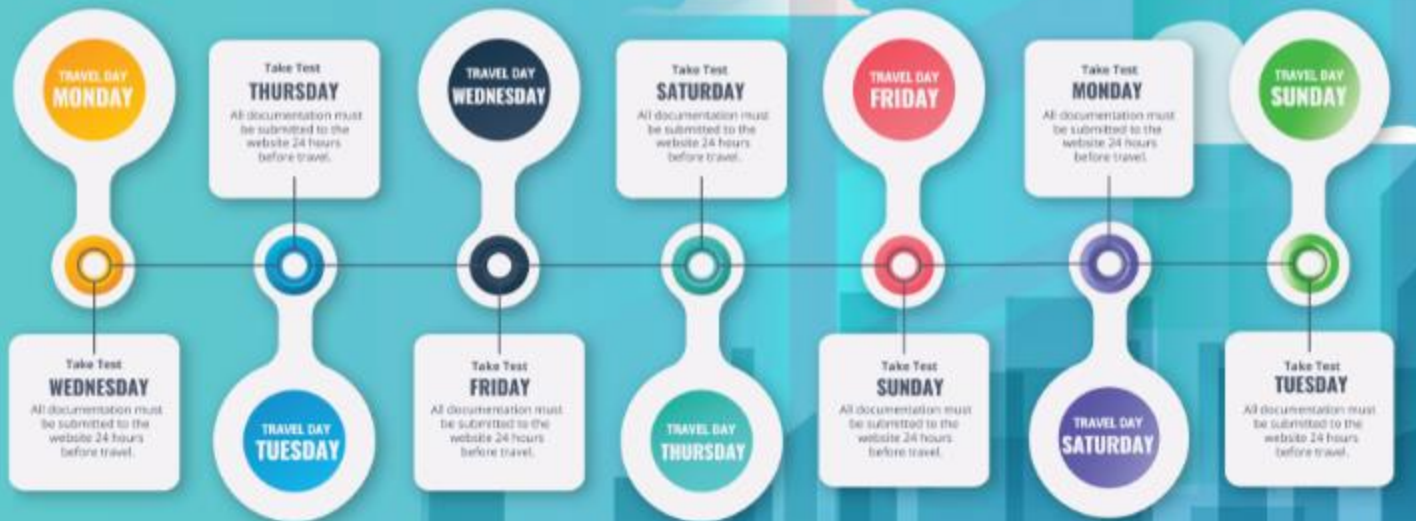 TRAVEL DAY
MONDAY
Take Test
WEDNESDAY
All documentation must
be submitted to the
website 24 hours
before travel.
Take Test
THURSDAY
All documentation must
be submitted to the
website 24 hours
before travel.
TRAVEL DAY
TUESDAY
TRAVEL DAY
WEDNESDAY
Take Test
FRIDAY
All documentation must
be submitted to the
website 24 hours
before travel.
Take Test
SATURDAY
All documentation must
be submitted to the
website 24 hours
before travel.
TRAVEL DAY
THURSDAY
TRAVEL DAY
FRIDAY
Take Test
SUNDAY
All documentation must
be submitted to the
website 24 hours
before travel.
Take Test
MONDAY
All documentation must
be submitted to the
website 24 hours
before travel.
TRAVEL DAY
SATURDAY
TRAVEL DAY
SUNDAY
Take Test
TUESDAY
All documentation must
be submitted to the
website 24 hours
before travel.